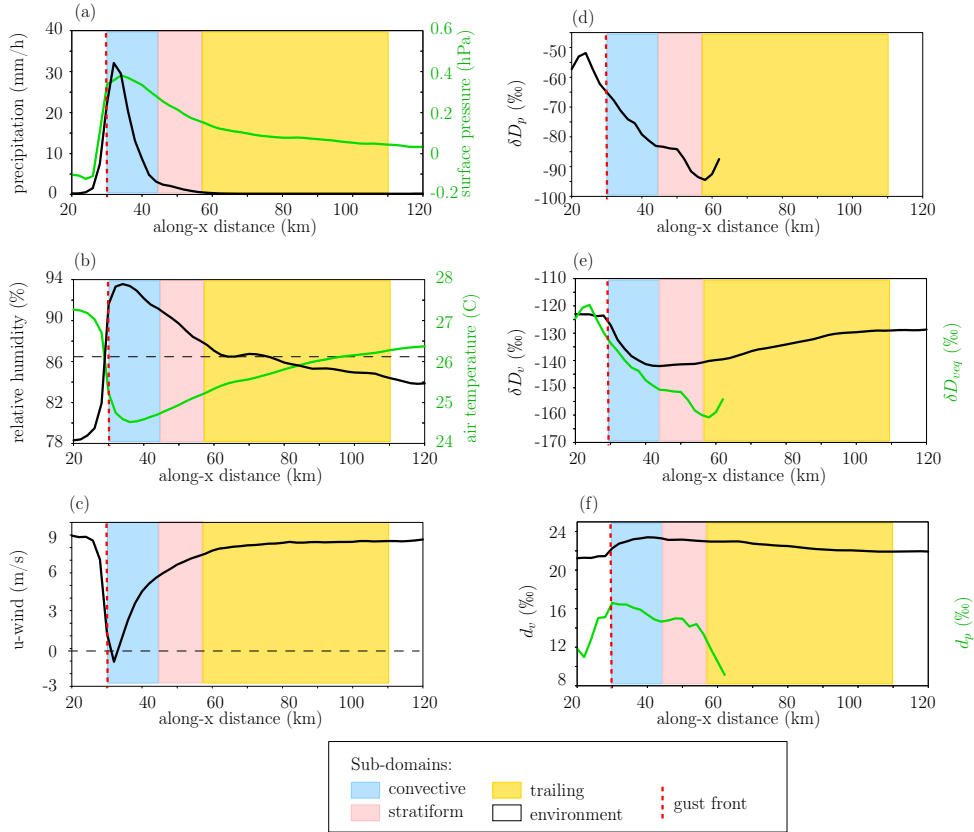 (a)
precipitation (mm/h)
40
30
20
10
0
0.6
0.4
0.2
0
-0.2
surface pressure (hPa)
20 40 60 80 100 120
along-x distance (km)
(d)
δD_p (‰)
-50
-60
-70
-80
-90
-100
20 40 60 80 100 120
along-x distance (km)
(b)
relative humidity (%)
94
90
86
82
78
28
27
26
25
24
air temperature (C)
20 40 60 80 100 120
along-x distance (km)
(e)
δD_v (‰)
-110
-120
-130
-140
-150
-160
-170
δD_veq (‰)
20 40 60 80 100 120
along-x distance (km)
(c)
u-wind (m/s)
9
6
3
0
-3
20 40 60 80 100 120
along-x distance (km)
(f)
d_v (‰)
24
22
16
12
8
d_p (‰)
20 40 60 80 100 120
along-x distance (km)
Sub-domains:
convective trailing
stratiform environment gust front